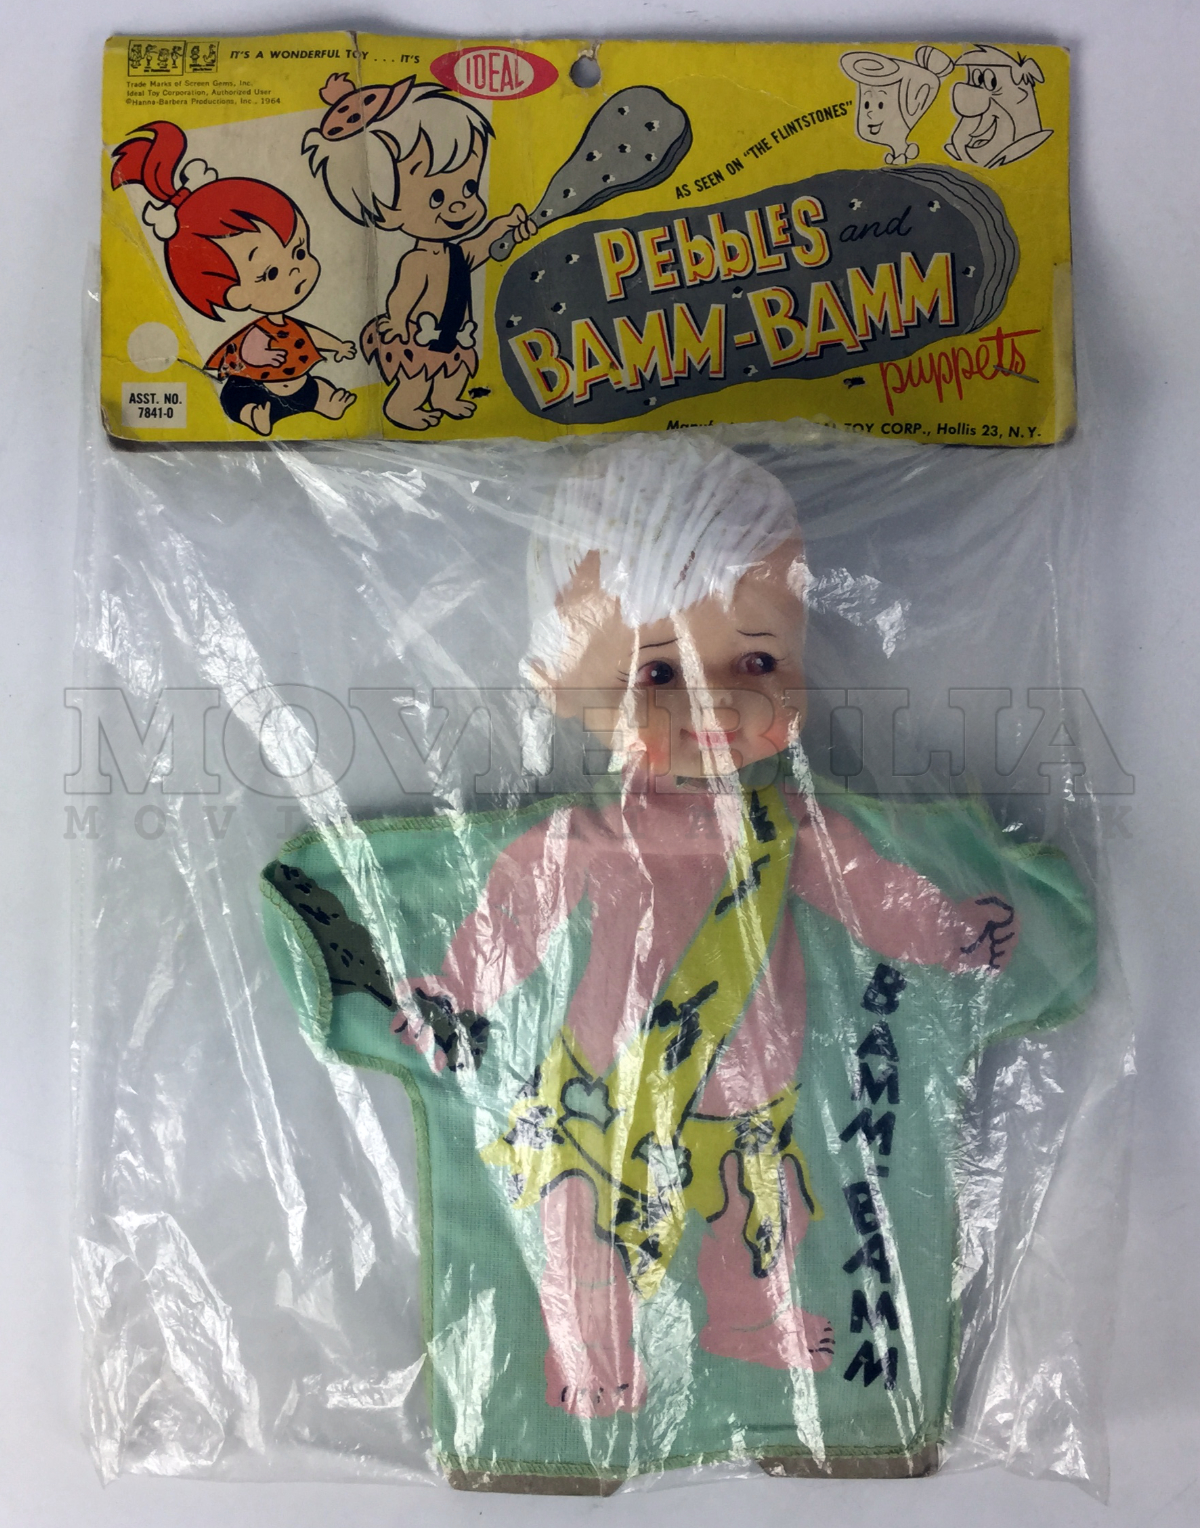 IT'S A WONDERFUL TOY . . . IT'S
IDEAL
Trade Marks of Screen Gems, Inc.
Ideal Toy Corporation, Authorized User
©Hanna-Barbera Productions, Inc., 1964
AS SEEN ON "THE FLINTSTONES"
PEbbLES and
BAMM-BAMM
puppets
ASST. NO.
7841-0
TOY CORP., Hollis 23, N.Y.
MOVIEBILIA
BAMM-BAMM